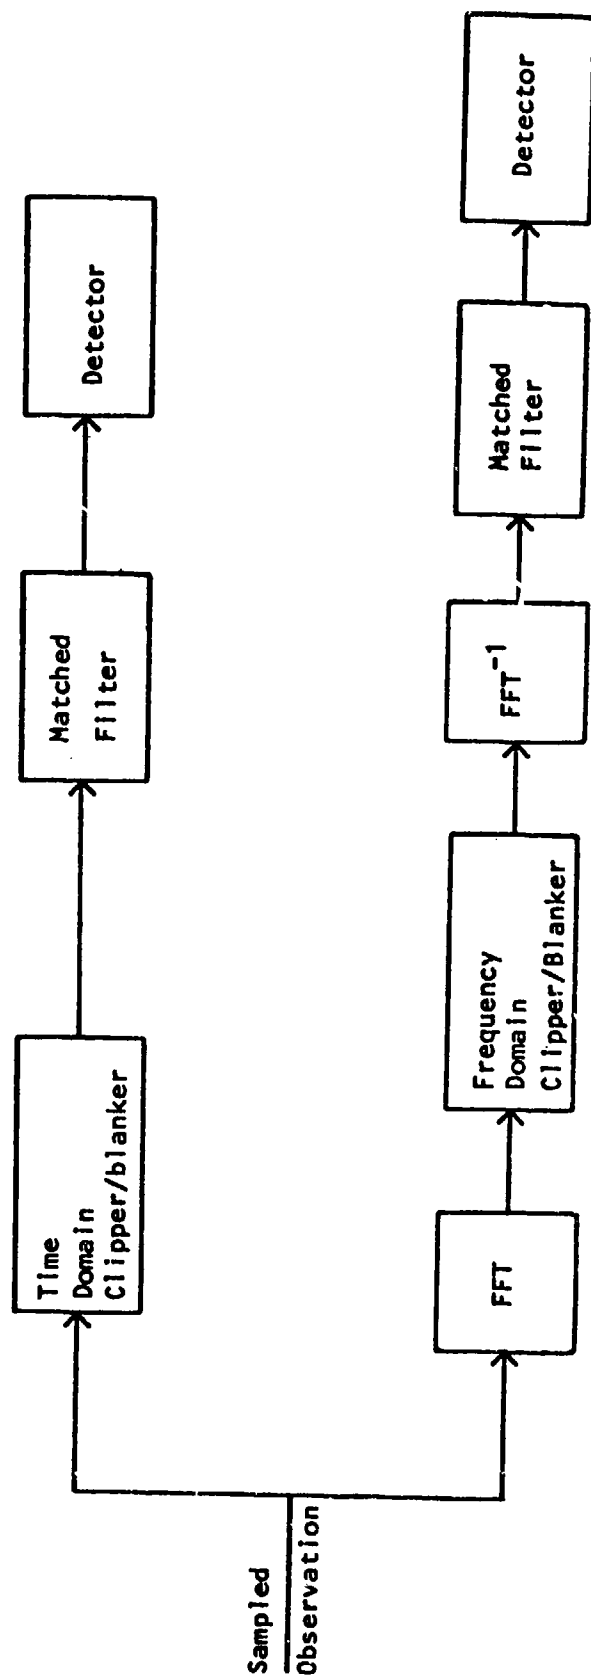 Sampled
Observation
Time
Domain
Clipper/blanker
Matched
Filter
Detector
FFT
Frequency
Domain
Clipper/Blanker
FFT⁻¹
Matched
Filter
Detector